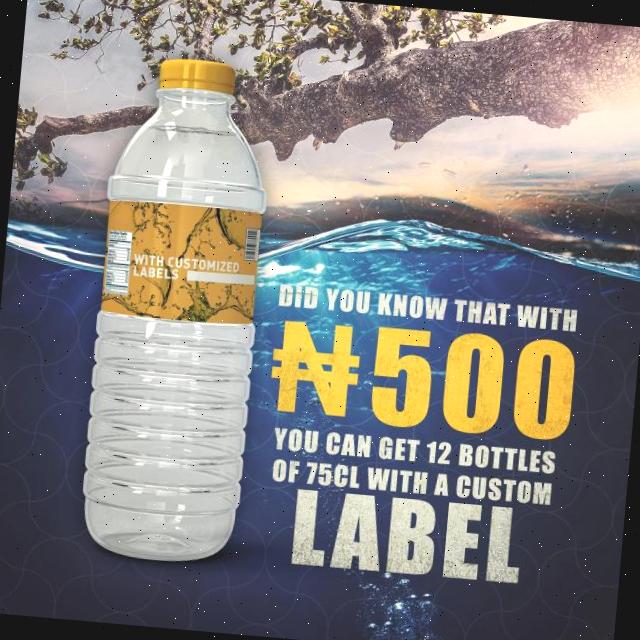 WITH CUSTOMIZED
LABELS
DID YOU KNOW THAT WITH
₦500
YOU CAN GET 12 BOTTLES
OF 75CL WITH A CUSTOM
LABEL